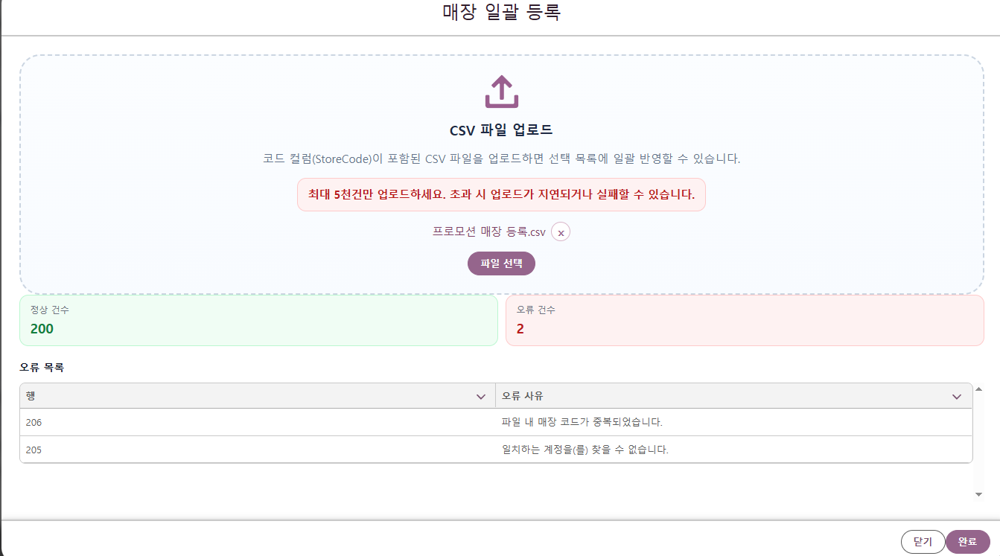 매장 일괄 등록
CSV 파일 업로드
코드 컬럼(StoreCode)이 포함된 CSV 파일을 업로드하면 선택 목록에 일괄 반영할 수 있습니다.
최대 5천건만 업로드하세요. 초과 시 업로드가 지연되거나 실패할 수 있습니다.
프로모션 매장 등록.csv x
파일 선택
정상 건수 오류 건수
200 2
오류 목록
행 오류 사유
206 파일 내 매장 코드가 중복되었습니다.
205 일치하는 계정을(를) 찾을 수 없습니다.
닫기 완료